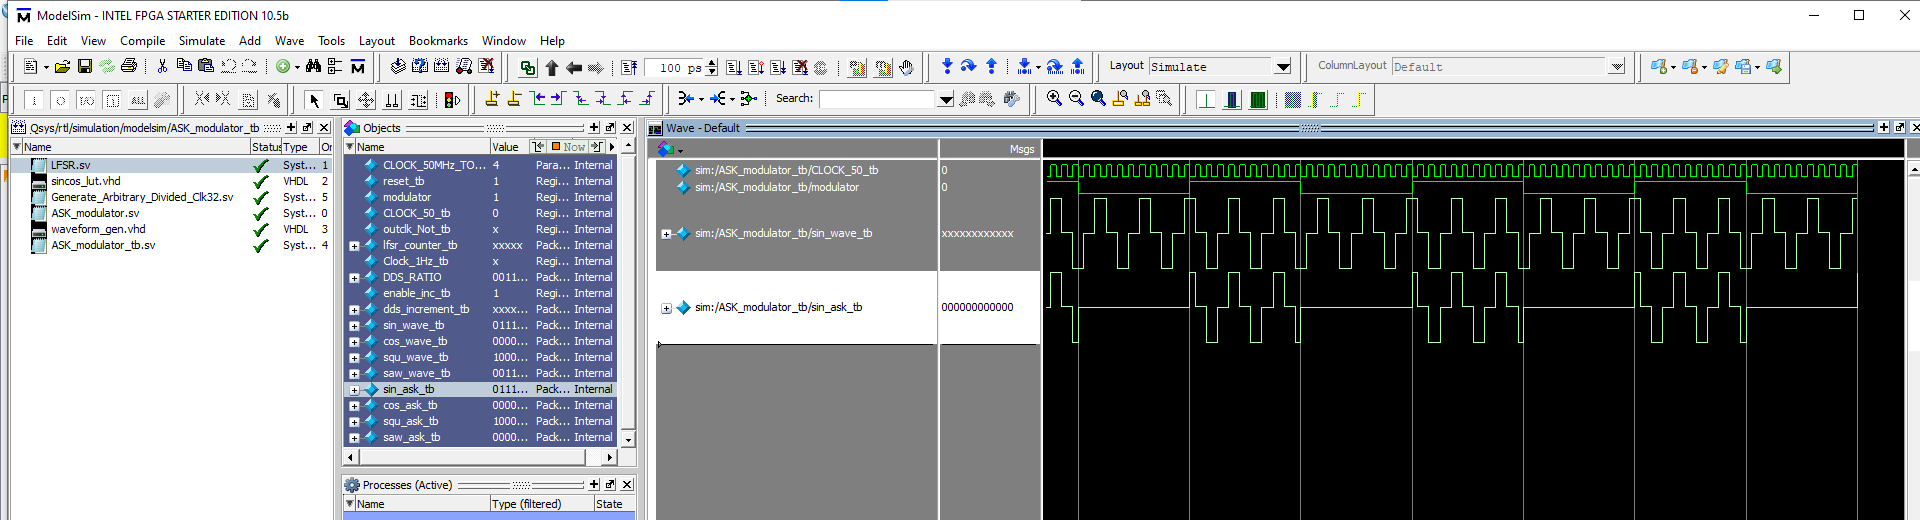 ModelSim - INTEL FPGA STARTER EDITION 10.5b
File Edit View Compile Simulate Add Wave Tools Layout Bookmarks Window Help
100 ps
Layout Simulate
ColumnLayout Default
Search:
Qsys/rtl/simulation/modelsim/ASK_modulator_tb
Name Status Type Or
LFSR.sv Syst... 1
sincos_lut.vhd VHDL 2
Generate_Arbitrary_Divided_Clk32.sv Syst... 5
ASK_modulator.sv Syst... 0
waveform_gen.vhd VHDL 3
ASK_modulator_tb.sv Syst... 4
Objects
Name Value Now
CLOCK_50MHz_TO... 4 Para... Internal
reset_tb 1 Regi... Internal
modulator 1 Regi... Internal
CLOCK_50_tb 0 Regi... Internal
outclk_Not_tb x Regi... Internal
lfsr_counter_tb xxxxx Pack... Internal
Clock_1Hz_tb x Regi... Internal
DDS_RATIO 0011... Pack... Internal
enable_inc_tb 1 Regi... Internal
dds_increment_tb xxxx... Pack... Internal
sin_wave_tb 0111... Pack... Internal
cos_wave_tb 0000... Pack... Internal
squ_wave_tb 1000... Pack... Internal
saw_wave_tb 0011... Pack... Internal
sin_ask_tb 0111... Pack... Internal
cos_ask_tb 0000... Pack... Internal
squ_ask_tb 1000... Pack... Internal
saw_ask_tb 0000... Pack... Internal
Processes (Active)
Name Type (filtered) State
Wave - Default
Msgs
sim:/ASK_modulator_tb/CLOCK_50_tb 0
sim:/ASK_modulator_tb/modulator 0
sim:/ASK_modulator_tb/sin_wave_tb xxxxxxxxxxxx
sim:/ASK_modulator_tb/sin_ask_tb 000000000000